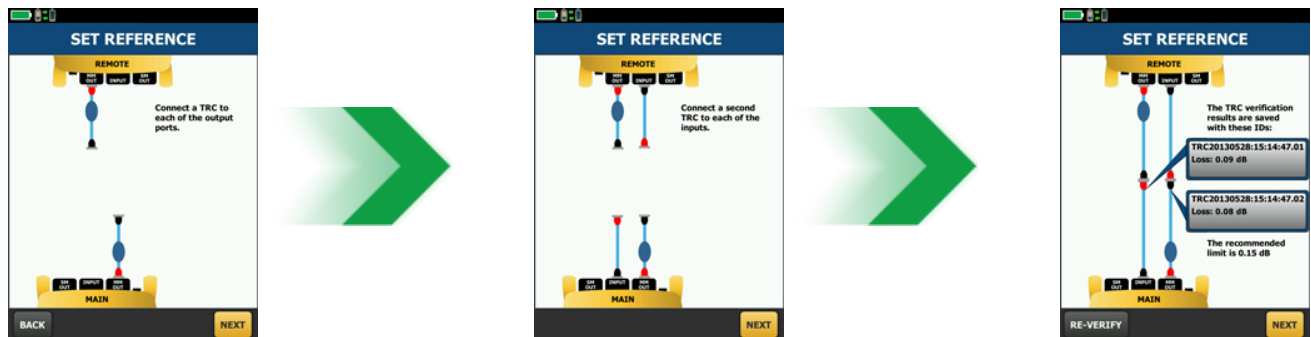 SET REFERENCE
REMOTE
MM OUT
INPUT
SM OUT
Connect a TRC to
each of the output
ports.
SM OUT
INPUT
MM OUT
MAIN
BACK
NEXT
SET REFERENCE
REMOTE
MM OUT
INPUT
SM OUT
Connect a second
TRC to each of the
inputs.
SM OUT
INPUT
MM OUT
MAIN
NEXT
SET REFERENCE
REMOTE
MM OUT
INPUT
SM OUT
The TRC verification
results are saved
with these IDs:
TRC20130528:15:14:47.01
Loss: 0.09 dB
TRC20130528:15:14:47.02
Loss: 0.08 dB
The recommended
limit is 0.15 dB
SM OUT
INPUT
MM OUT
MAIN
RE-VERIFY
NEXT